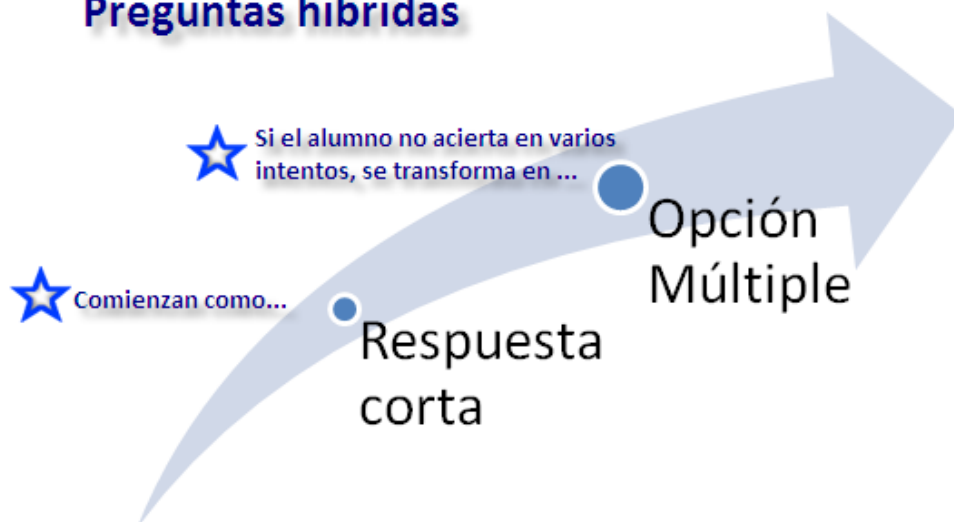 Preguntas híbridas
Si el alumno no acierta en varios
intentos, se transforma en ...
Opción
Múltiple
Comienzan como...
Respuesta
corta